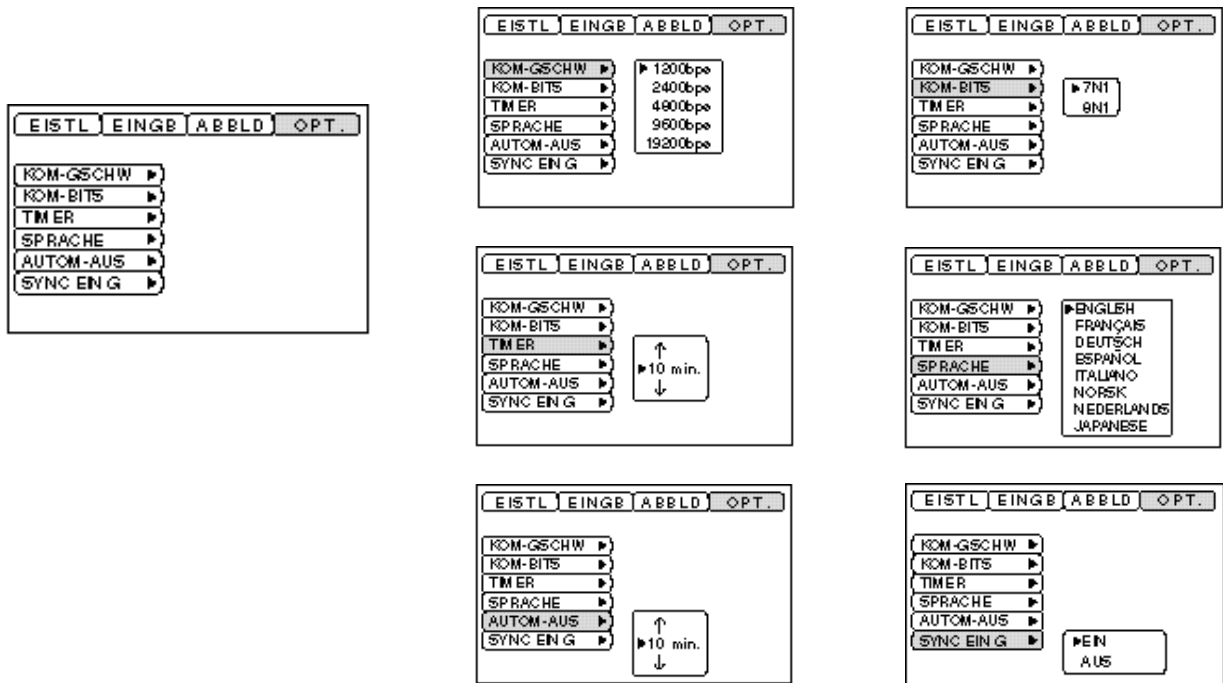 EISTL EINGB ABBLD OPT.
KOM-GSCHW
KOM-BITS
TIMER
SPRACHE
AUTOM-AUS
SYNC EING
EISTL EINGB ABBLD OPT.
KOM-GSCHW
KOM-BITS
TIMER
SPRACHE
AUTOM-AUS
SYNC EING
1200bps
2400bps
4800bps
9600bps
19200bps
EISTL EINGB ABBLD OPT.
KOM-GSCHW
KOM-BITS
TIMER
SPRACHE
AUTOM-AUS
SYNC EING
7N1
8N1
EISTL EINGB ABBLD OPT.
KOM-GSCHW
KOM-BITS
TIMER
SPRACHE
AUTOM-AUS
SYNC EING
10 min.
EISTL EINGB ABBLD OPT.
KOM-GSCHW
KOM-BITS
TIMER
SPRACHE
AUTOM-AUS
SYNC EING
ENGLISH
FRANÇAIS
DEUTSCH
ESPAÑOL
ITALIANO
NORSK
NEDERLANDS
JAPANESE
EISTL EINGB ABBLD OPT.
KOM-GSCHW
KOM-BITS
TIMER
SPRACHE
AUTOM-AUS
SYNC EING
10 min.
EISTL EINGB ABBLD OPT.
KOM-GSCHW
KOM-BITS
TIMER
SPRACHE
AUTOM-AUS
SYNC EING
EIN
AUS